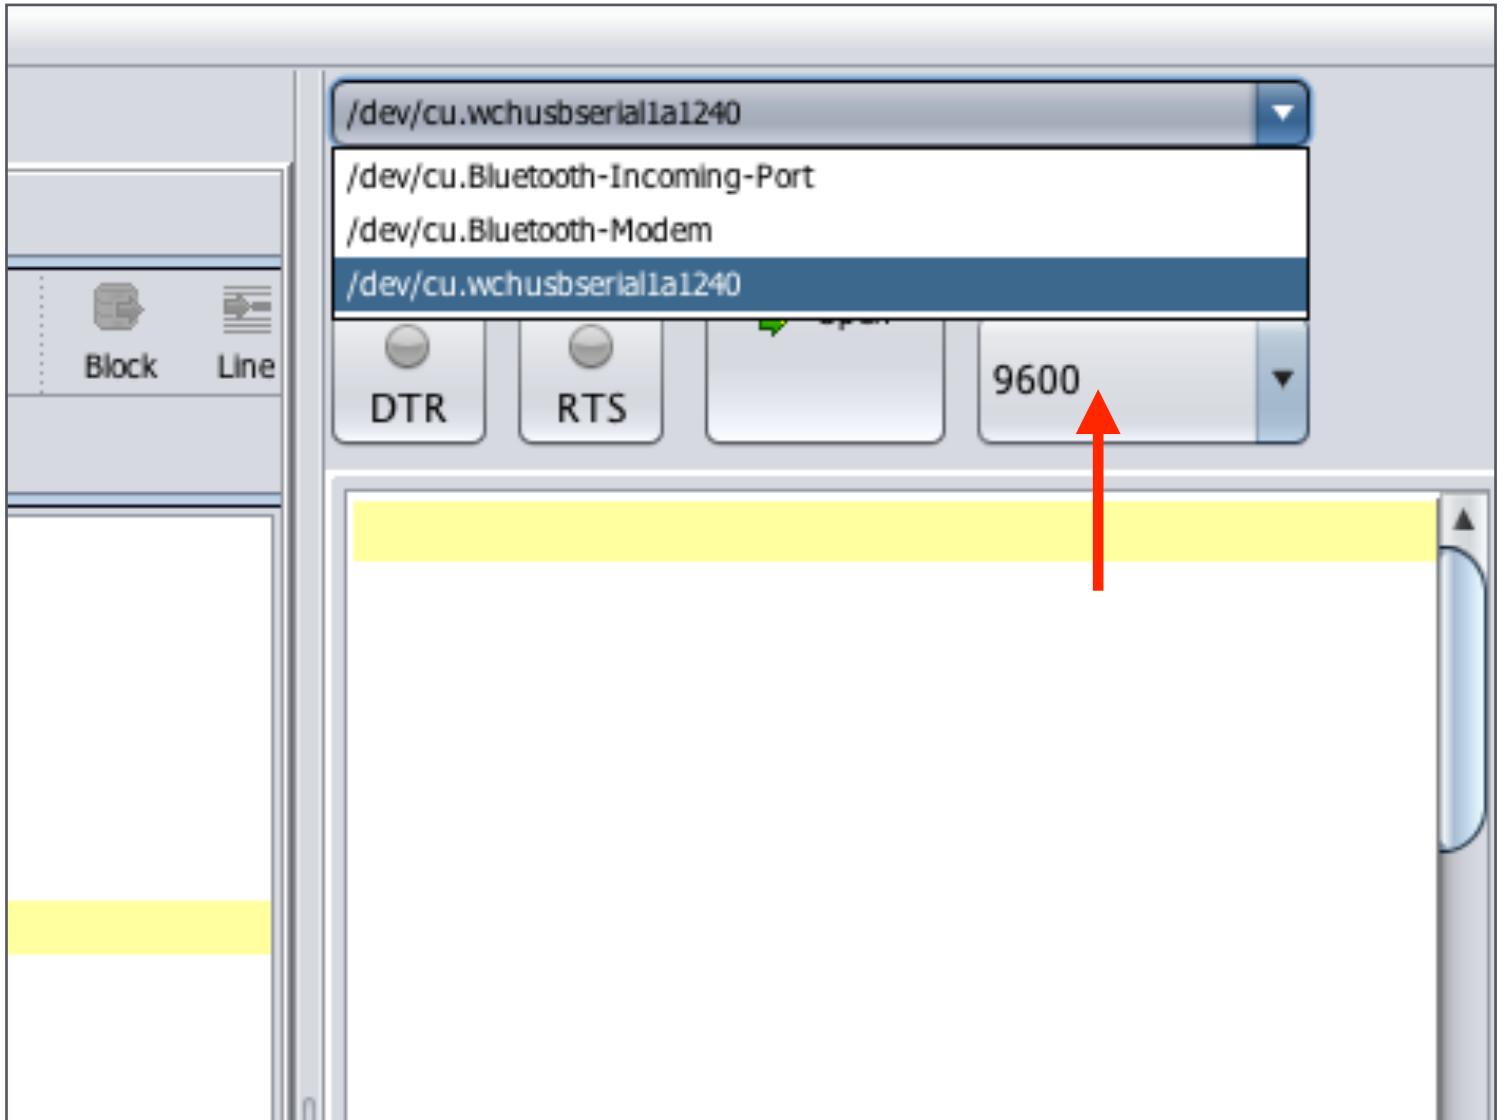 /dev/cu.wchusbserial1a1240
/dev/cu.Bluetooth-Incoming-Port
/dev/cu.Bluetooth-Modem
/dev/cu.wchusbserial1a1240
Block Line
DTR RTS 9600